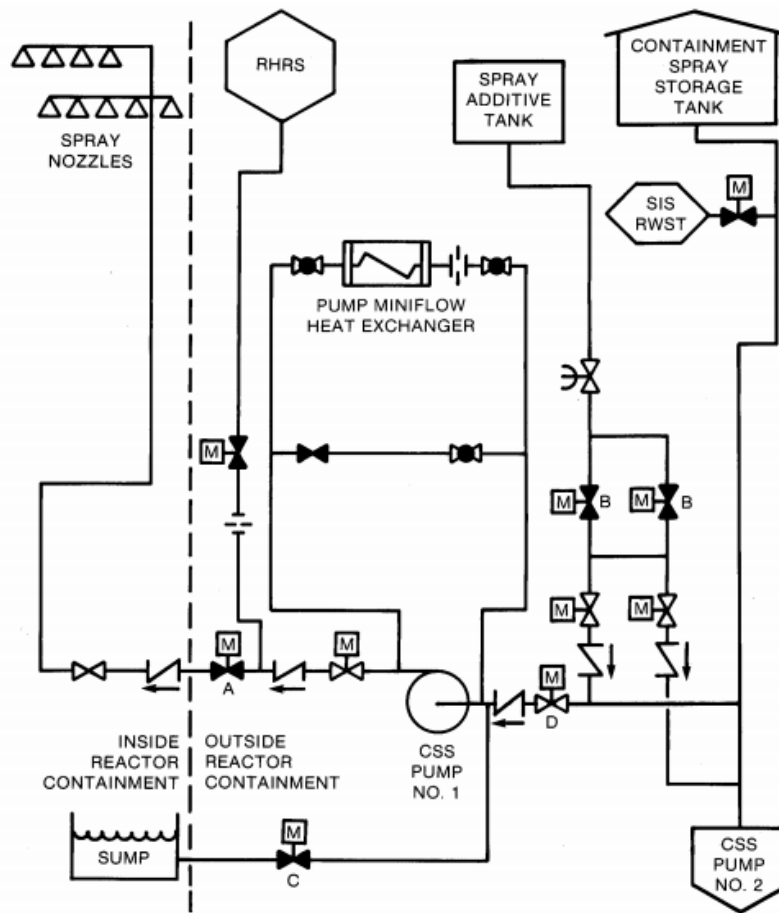 RHRS
CONTAINMENT
SPRAY
STORAGE
TANK
SPRAY
ADDITIVE
TANK
SPRAY
NOZZLES
M
SIS
RWST
PUMP MINIFLOW
HEAT EXCHANGER
M
M
B
M
B
M
M
M
A
M
M
D
INSIDE
REACTOR
CONTAINMENT
OUTSIDE
REACTOR
CONTAINMENT
CSS
PUMP
NO. 1
SUMP
M
C
CSS
PUMP
NO. 2